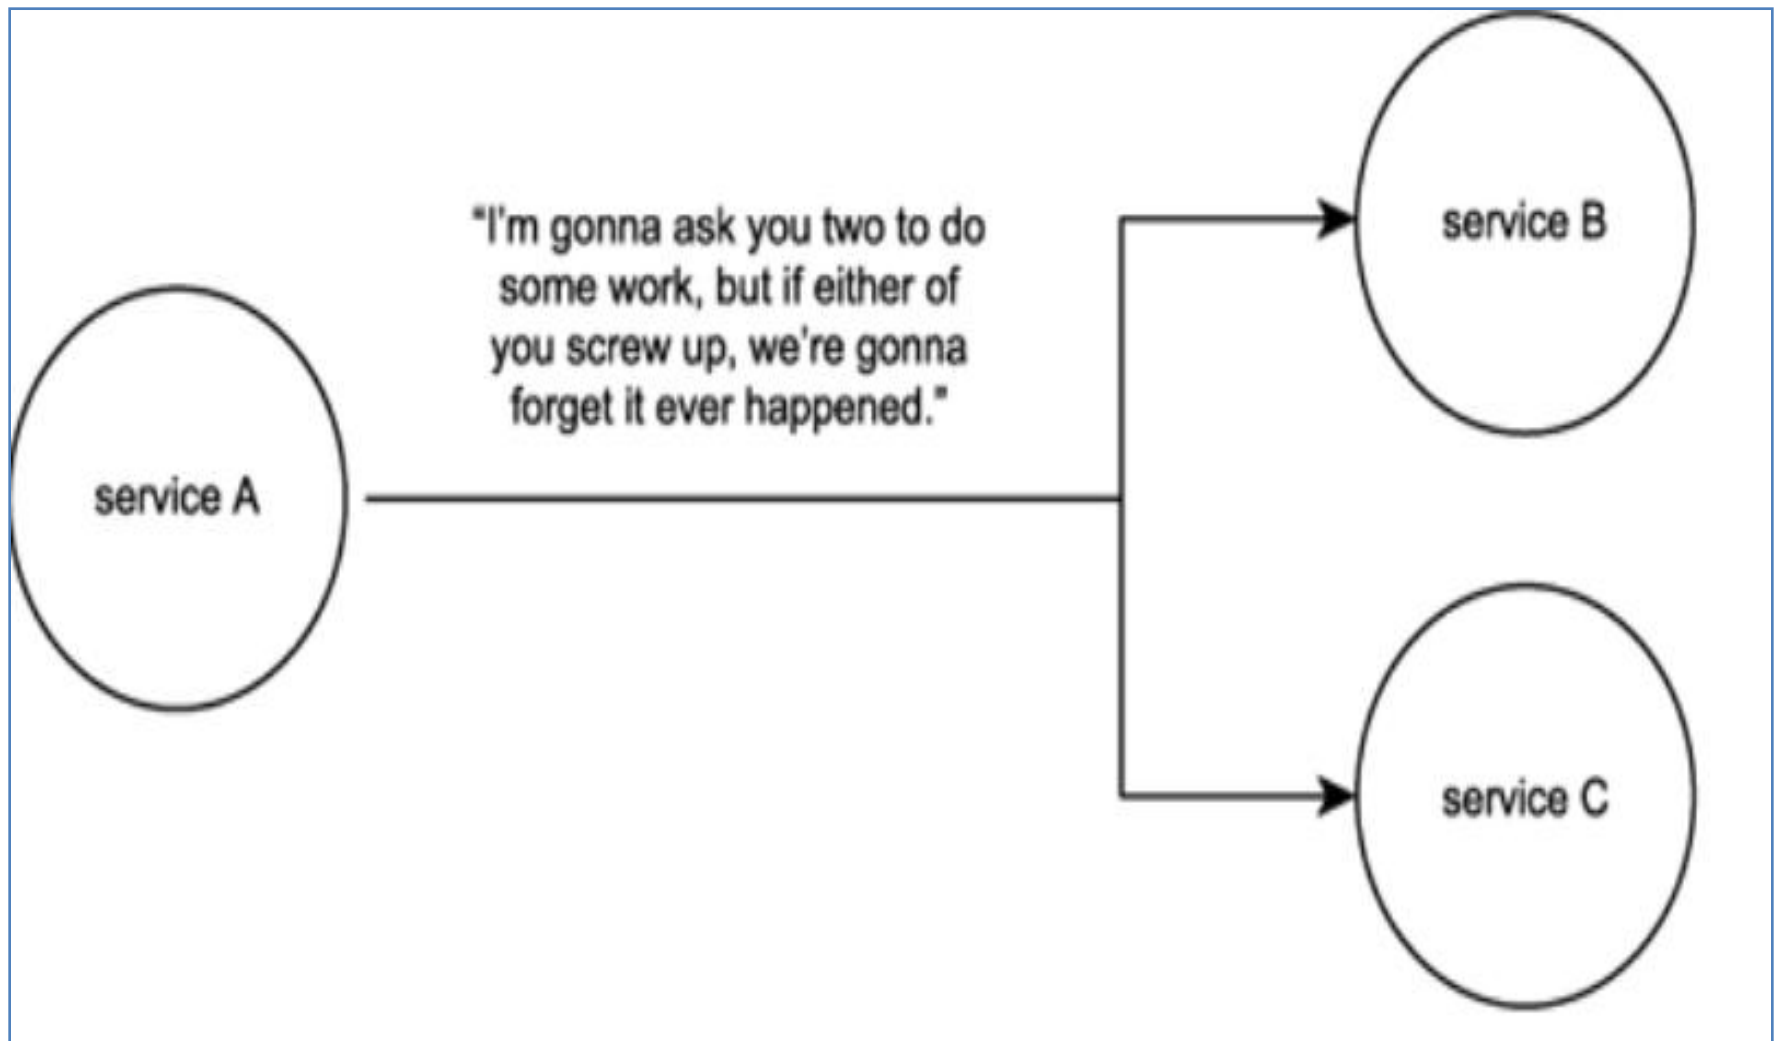 "I'm gonna ask you two to do
some work, but if either of
you screw up, we're gonna
forget it ever happened."
service A
service B
service C